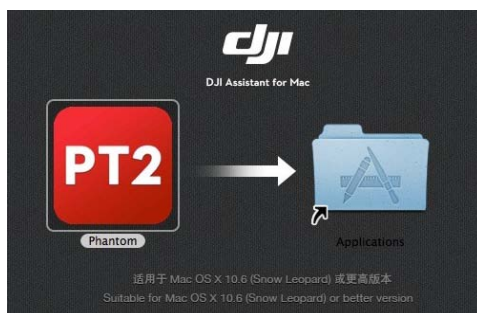 dji
DJI Assistant for Mac
PT2
Phantom
Applications
适用于 Mac OS X 10.6 (Snow Leopard) 或更高版本
Suitable for Mac OS X 10.6 (Snow Leopard) or better version